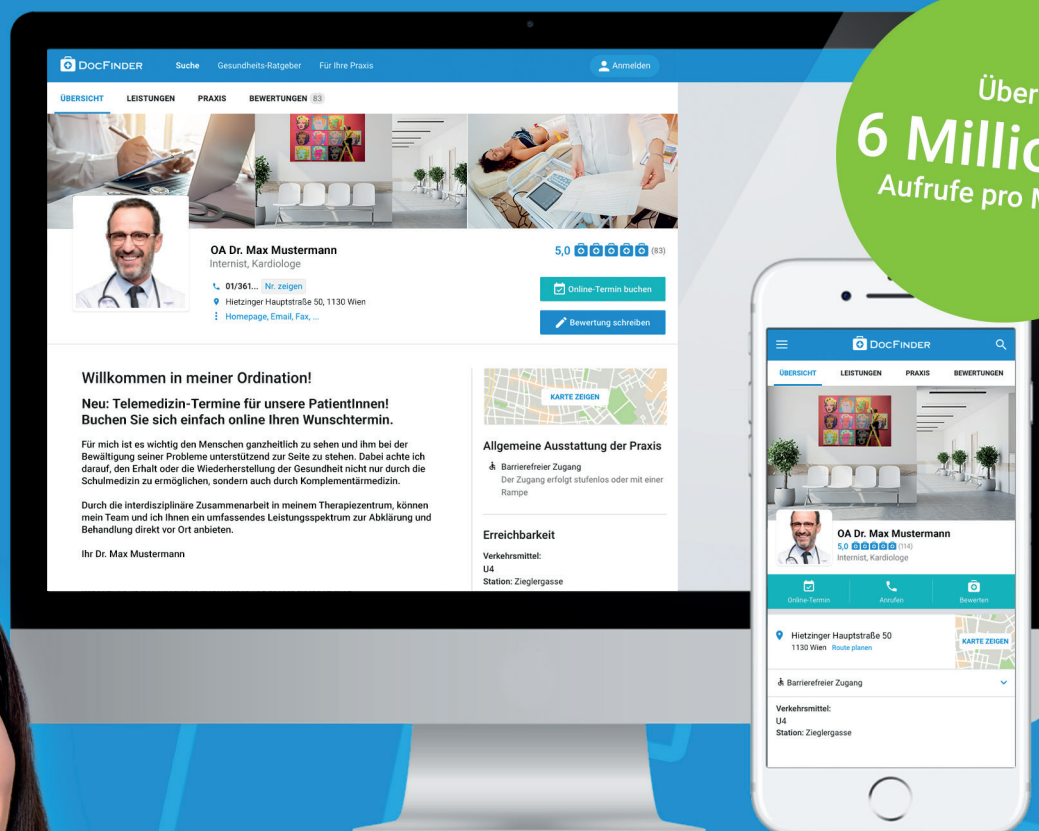 DOCFINDER Suche Gesundheits-Ratgeber Für Ihre Praxis Anmelden
ÜBERSICHT LEISTUNGEN PRAXIS BEWERTUNGEN 83
OA Dr. Max Mustermann
Internist, Kardiologe
01/361... Nr. zeigen
Hietzinger Hauptstraße 50, 1130 Wien
Homepage, Email, Fax, ...
5,0 (83)
Online-Termin buchen
Bewertung schreiben
Willkommen in meiner Ordination!
Neu: Telemedizin-Termine für unsere PatientInnen!
Buchen Sie sich einfach online Ihren Wunschtermin.
Für mich ist es wichtig den Menschen ganzheitlich zu sehen und ihm bei der
Bewältigung seiner Probleme unterstützend zur Seite zu stehen. Dabei achte ich
darauf, den Erhalt oder die Wiederherstellung der Gesundheit nicht nur durch die
Schulmedizin zu ermöglichen, sondern auch durch Komplementärmedizin.
Durch die interdisziplinäre Zusammenarbeit in meinem Therapiezentrum, können
mein Team und ich Ihnen ein umfassendes Leistungsspektrum zur Abklärung und
Behandlung direkt vor Ort anbieten.
Ihr Dr. Max Mustermann
KARTE ZEIGEN
Allgemeine Ausstattung der Praxis
Barrierefreier Zugang
Der Zugang erfolgt stufenlos oder mit einer
Rampe
Erreichbarkeit
Verkehrsmittel:
U4
Station: Zieglergasse
Über
6 Millio
Aufrufe pro M
DOCFINDER
ÜBERSICHT LEISTUNGEN PRAXIS BEWERTUNGEN
OA Dr. Max Mustermann
5,0 (114)
Internist, Kardiologe
Online-Termin Anrufen Bewerten
Hietzinger Hauptstraße 50
1130 Wien Route planen
KARTE ZEIGEN
Barrierefreier Zugang
Verkehrsmittel:
U4
Station: Zieglergasse